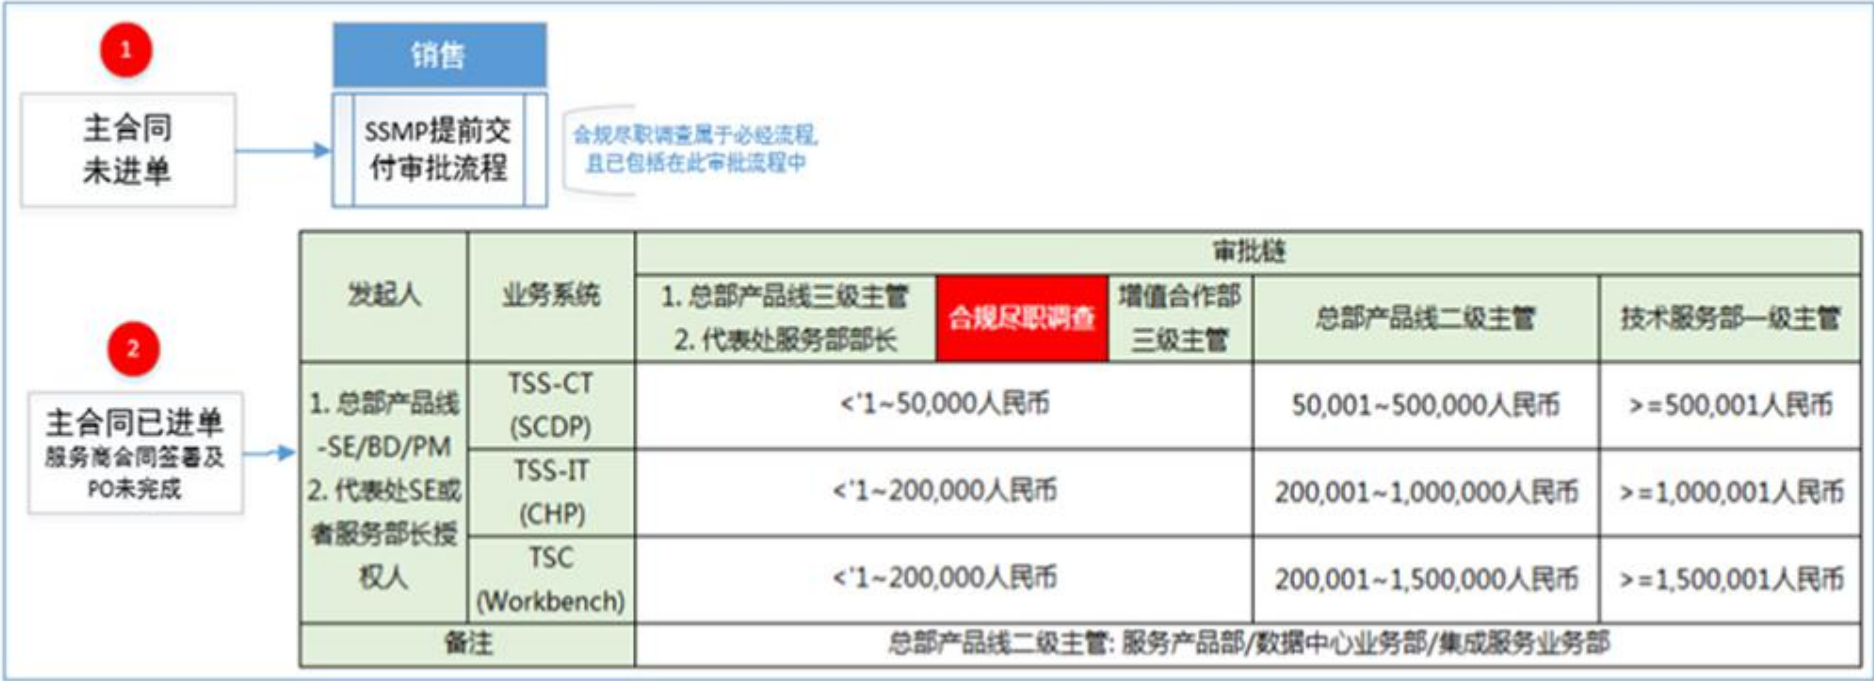 1
销售
主合同
未进单
SSMP提前交
付审批流程
合规尽职调查属于必经流程,
且已包括在此审批流程中
2
主合同已进单
服务商合同签署及
PO未完成
发起人
业务系统
审批链
1. 总部产品线三级主管
2. 代表处服务部部长
合规尽职调查
增值合作部
三级主管
总部产品线二级主管
技术服务部一级主管
1. 总部产品线
-SE/BD/PM
2. 代表处SE或
者服务部长授
权人
TSS-CT
(SCDP)
<'1~50,000人民币
50,001~500,000人民币
>=500,001人民币
TSS-IT
(CHP)
<'1~200,000人民币
200,001~1,000,000人民币
>=1,000,001人民币
TSC
(Workbench)
<'1~200,000人民币
200,001~1,500,000人民币
>=1,500,001人民币
备注
总部产品线二级主管: 服务产品部/数据中心业务部/集成服务业务部